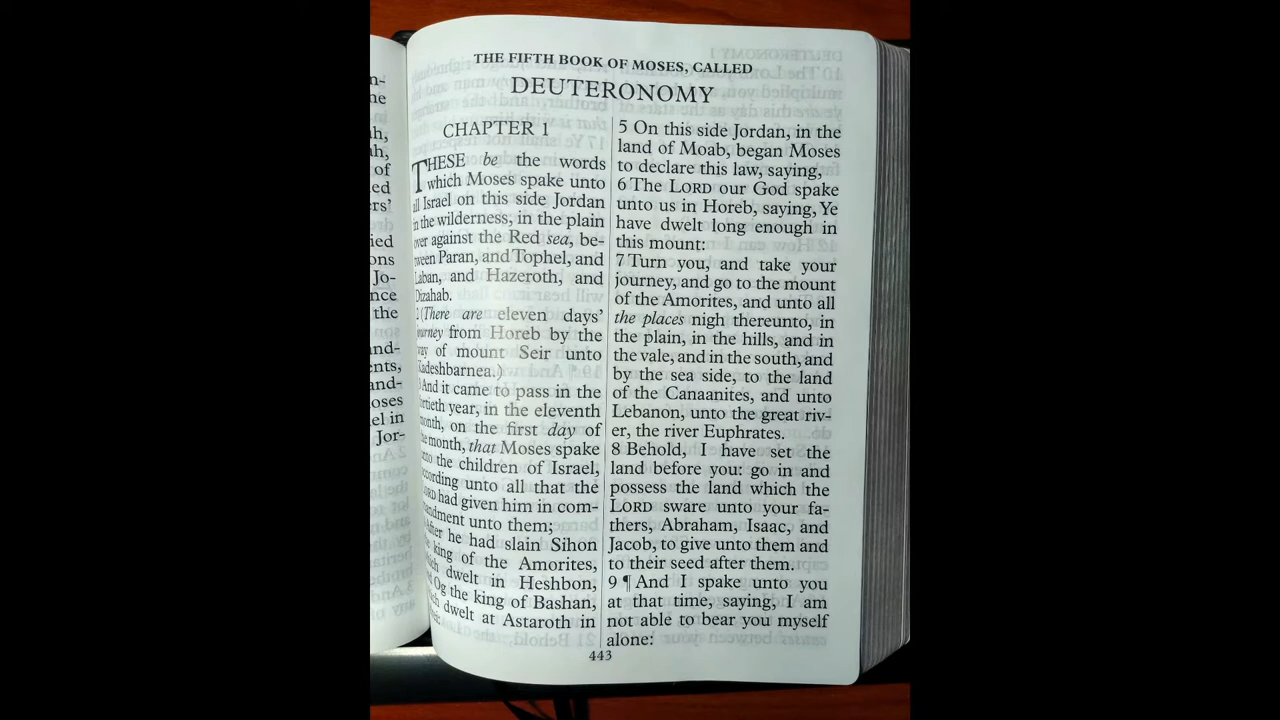 THE FIFTH BOOK OF MOSES, CALLED
DEUTERONOMY
CHAPTER 1
THESE be the words
which Moses spake unto
all Israel on this side Jordan
in the wilderness, in the plain
over against the Red sea, be-
tween Paran, and Tophel, and
Laban, and Hazeroth, and
Dizahab.
2 (There are eleven days'
journey from Horeb by the
way of mount Seir unto
Kadeshbarnea.)
3 And it came to pass in the
fortieth year, in the eleventh
month, on the first day of
the month, that Moses spake
unto the children of Israel,
according unto all that the
LORD had given him in com-
mandment unto them;
After he had slain Sihon
king of the Amorites,
dwelt in Heshbon,
Og the king of Bashan,
dwelt at Astaroth in
5 On this side Jordan, in the
land of Moab, began Moses
to declare this law, saying,
6 The LORD our God spake
unto us in Horeb, saying, Ye
have dwelt long enough in
this mount:
7 Turn you, and take your
journey, and go to the mount
of the Amorites, and unto all
the places nigh thereunto, in
the plain, in the hills, and in
the vale, and in the south, and
by the sea side, to the land
of the Canaanites, and unto
Lebanon, unto the great riv-
er, the river Euphrates.
8 Behold, I have set the
land before you: go in and
possess the land which the
LORD sware unto your fa-
thers, Abraham, Isaac, and
Jacob, to give unto them and
to their seed after them.
9 ¶ And I spake unto you
at that time, saying, I am
not able to bear you myself
alone:
443